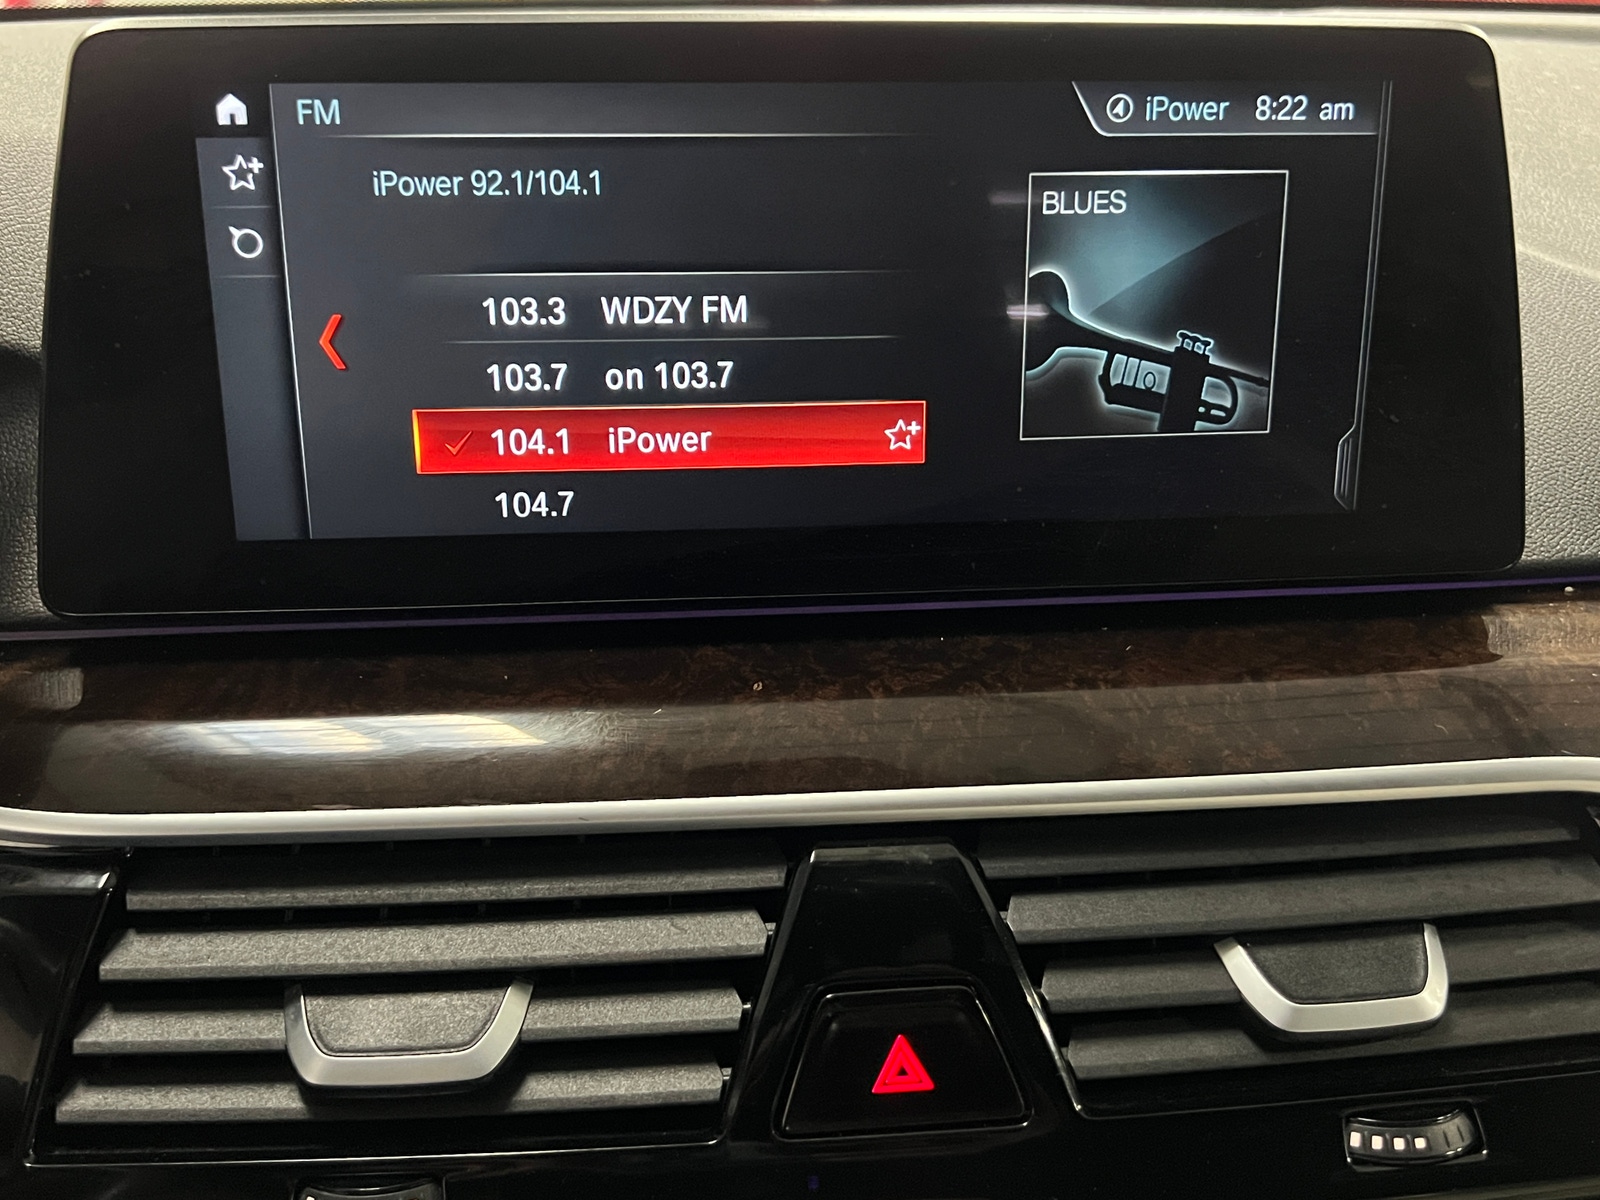 FM
iPower 8:22 am
iPower 92.1/104.1
BLUES
103.3 WDZY FM
103.7 on 103.7
104.1 iPower
104.7